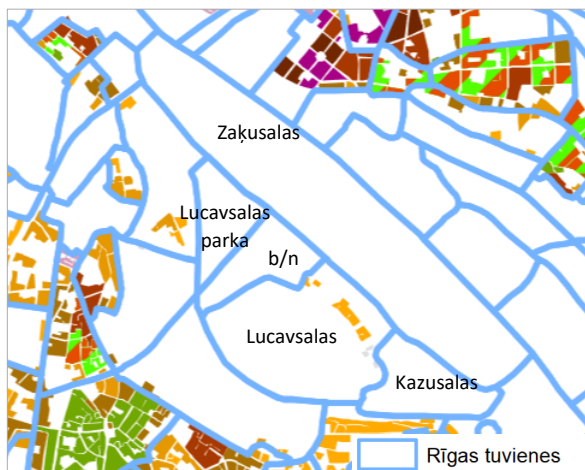 Zaķusalas
Lucavsalas
parka
b/n
Lucavsalas
Kazusalas
Rīgas tuvienes